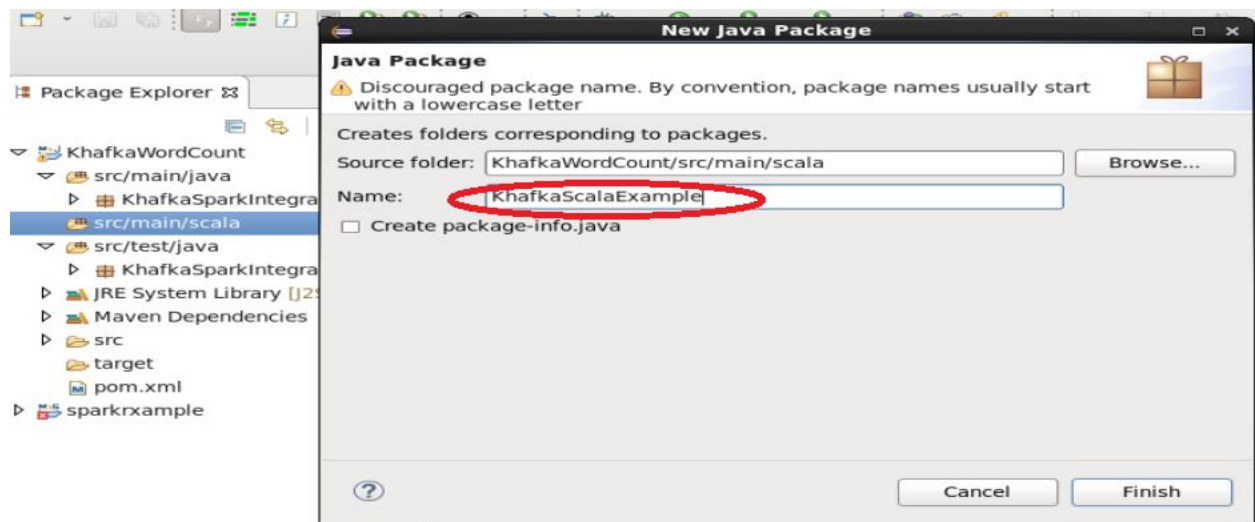 New Java Package
Java Package
Discouraged package name. By convention, package names usually start
with a lowercase letter
Creates folders corresponding to packages.
Source folder: KhafkaWordCount/src/main/scala Browse...
Name: KhafkaScalaExample
Create package-info.java
Cancel Finish
Package Explorer
KhafkaWordCount
src/main/java
KhafkaSparkIntegra
src/main/scala
src/test/java
KhafkaSparkIntegra
JRE System Library [J2S
Maven Dependencies
src
target
pom.xml
sparkrxample